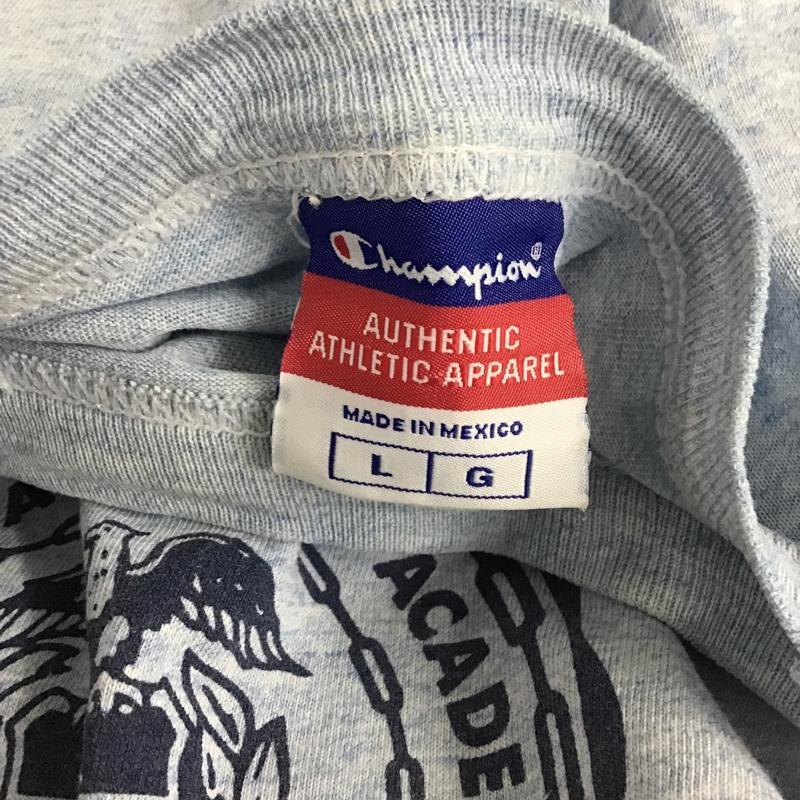 Champion®
AUTHENTIC
ATHLETIC APPAREL
MADE IN MEXICO
L G
ACADE